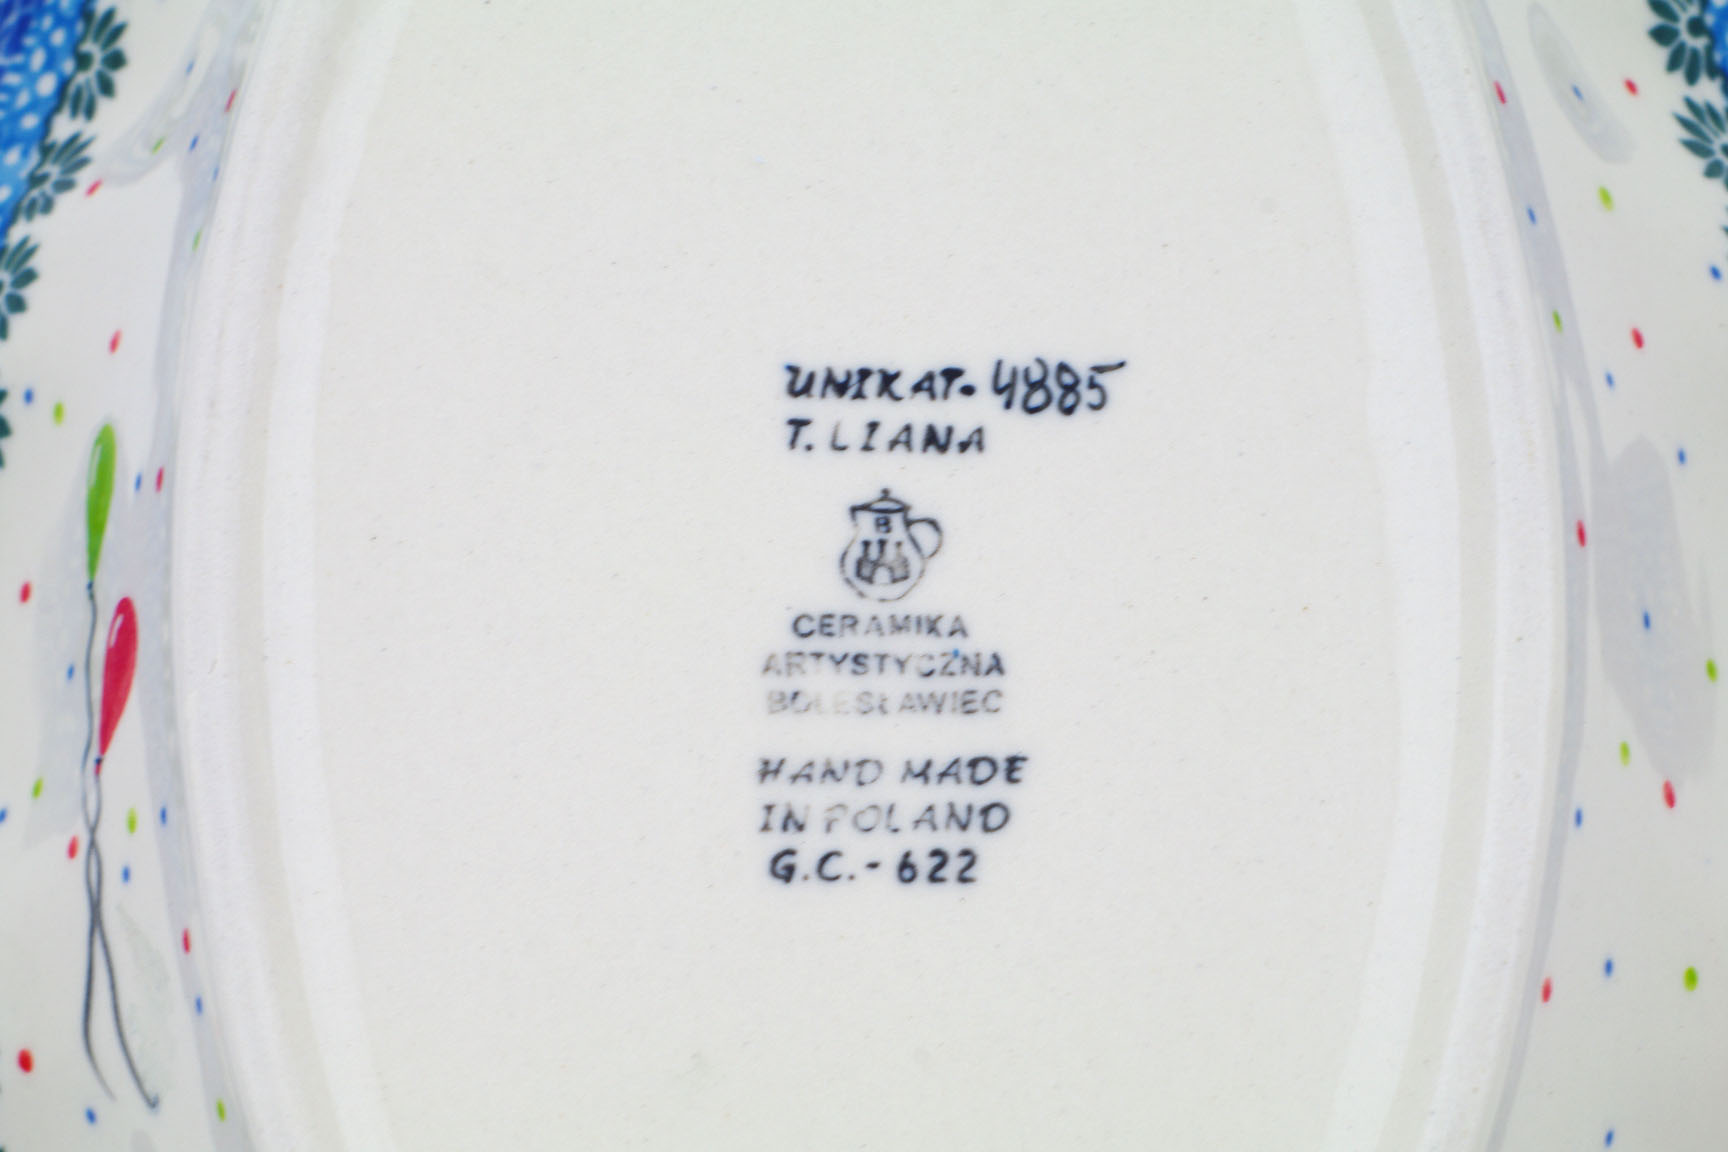 UNIKAT-4885
T. LIANA
B
CERAMIKA
ARTYSTYCZNA
BOLESŁAWIEC
HAND MADE
IN POLAND
G.C.-622